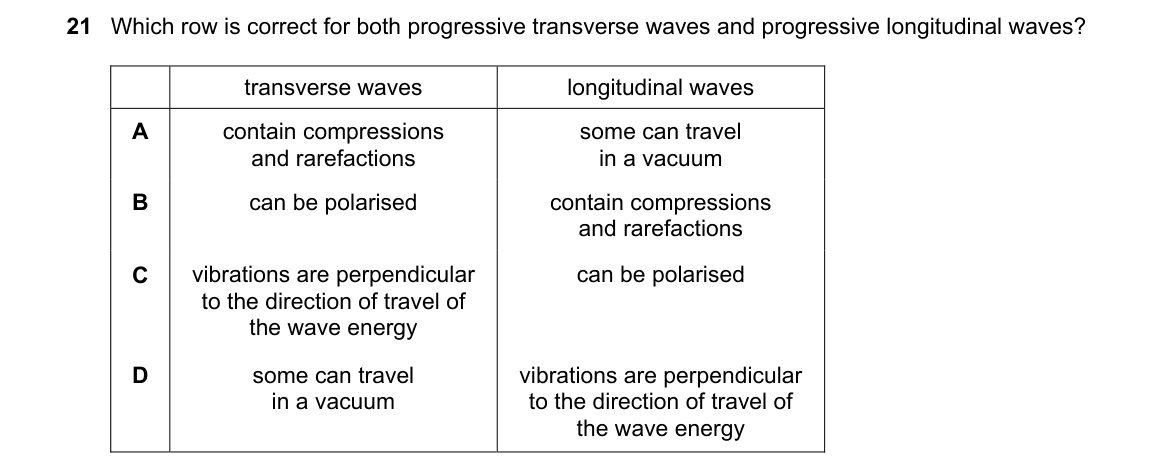 21 Which row is correct for both progressive transverse waves and progressive longitudinal waves?
transverse waves longitudinal waves
A contain compressions some can travel
and rarefactions in a vacuum
B can be polarised contain compressions
and rarefactions
C vibrations are perpendicular can be polarised
to the direction of travel of
the wave energy
D some can travel vibrations are perpendicular
in a vacuum to the direction of travel of
the wave energy